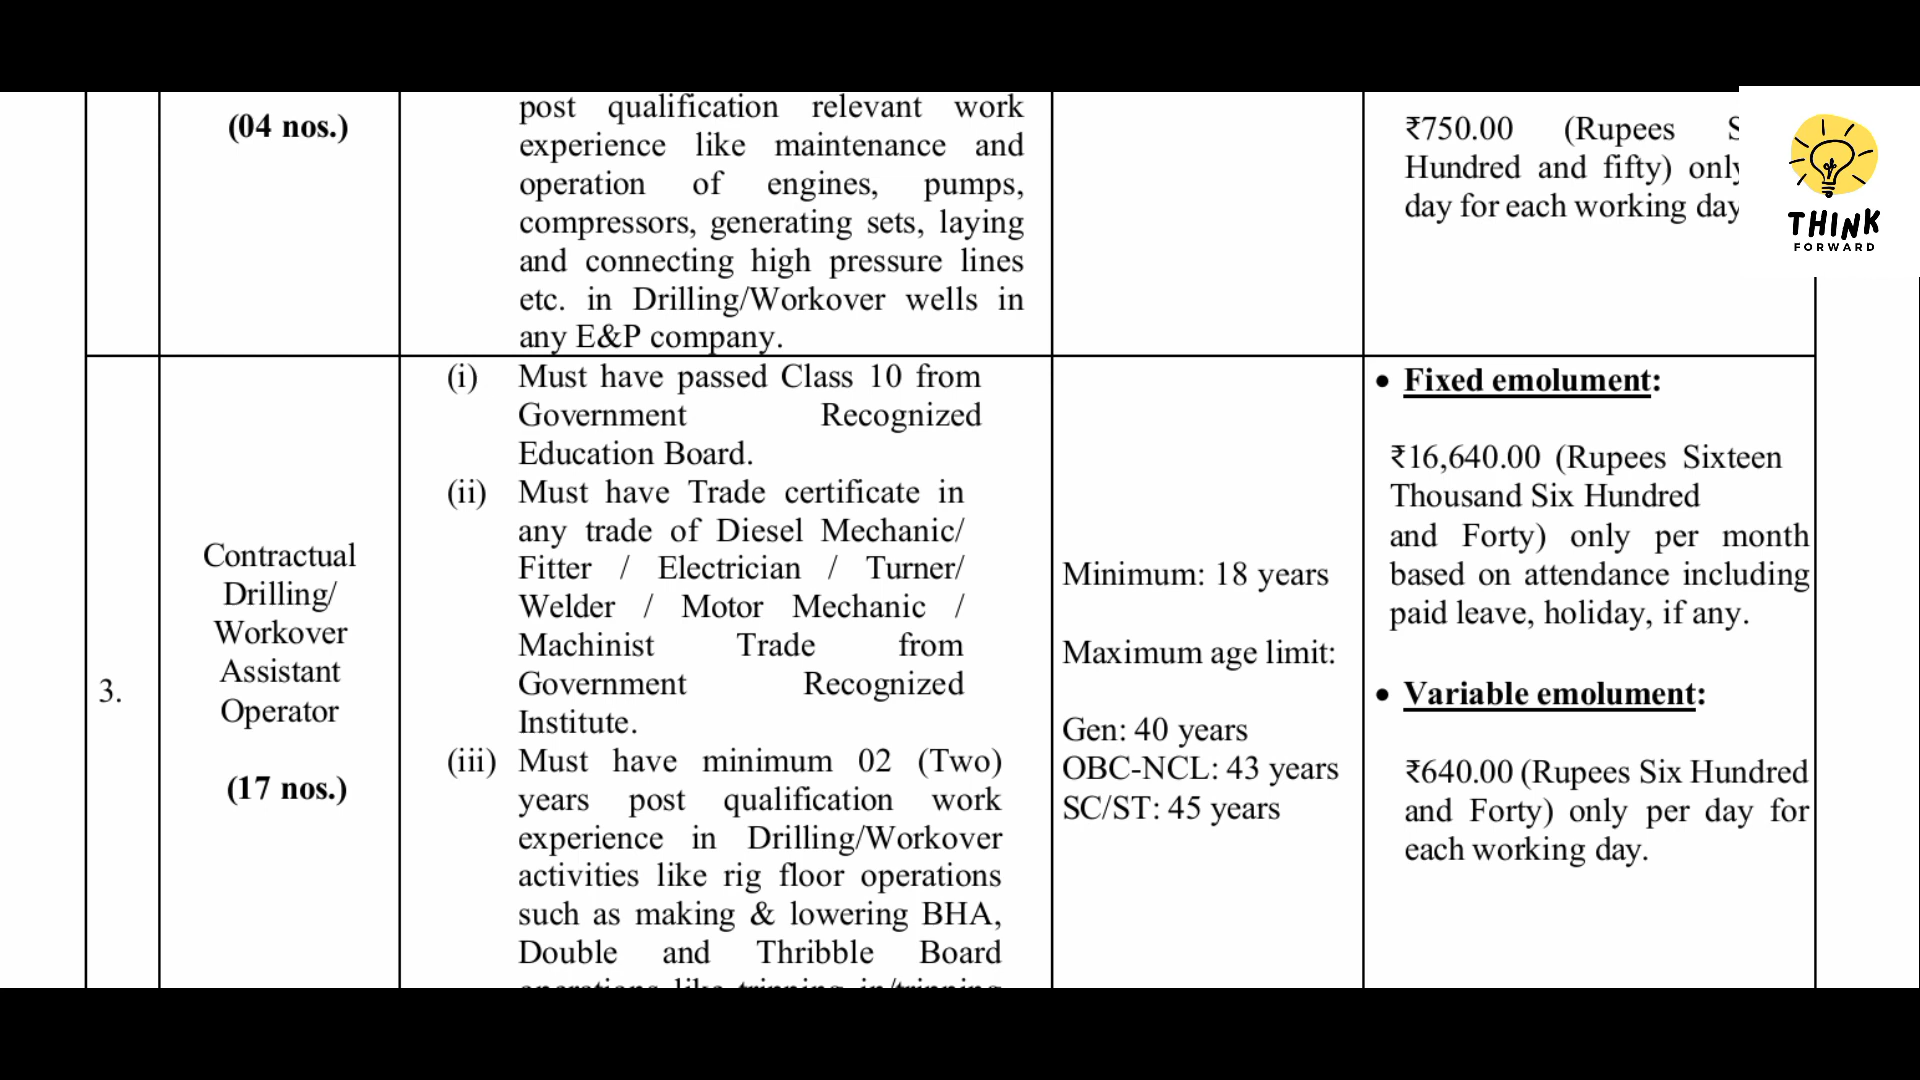 (04 nos.)
post qualification relevant work
experience like maintenance and
operation of engines, pumps,
compressors, generating sets, laying
and connecting high pressure lines
etc. in Drilling/Workover wells in
any E&P company.
₹750.00 (Rupees
Hundred and fifty) only
day for each working day
THINK
FORWARD
3.
Contractual
Drilling/
Workover
Assistant
Operator
(17 nos.)
(i) Must have passed Class 10 from
Government Recognized
Education Board.
(ii) Must have Trade certificate in
any trade of Diesel Mechanic/
Fitter / Electrician / Turner/
Welder / Motor Mechanic /
Machinist Trade from
Government Recognized
Institute.
(iii) Must have minimum 02 (Two)
years post qualification work
experience in Drilling/Workover
activities like rig floor operations
such as making & lowering BHA,
Double and Thribble Board
Minimum: 18 years
Maximum age limit:
Gen: 40 years
OBC-NCL: 43 years
SC/ST: 45 years
• Fixed emolument:
₹16,640.00 (Rupees Sixteen
Thousand Six Hundred
and Forty) only per month
based on attendance including
paid leave, holiday, if any.
• Variable emolument:
₹640.00 (Rupees Six Hundred
and Forty) only per day for
each working day.